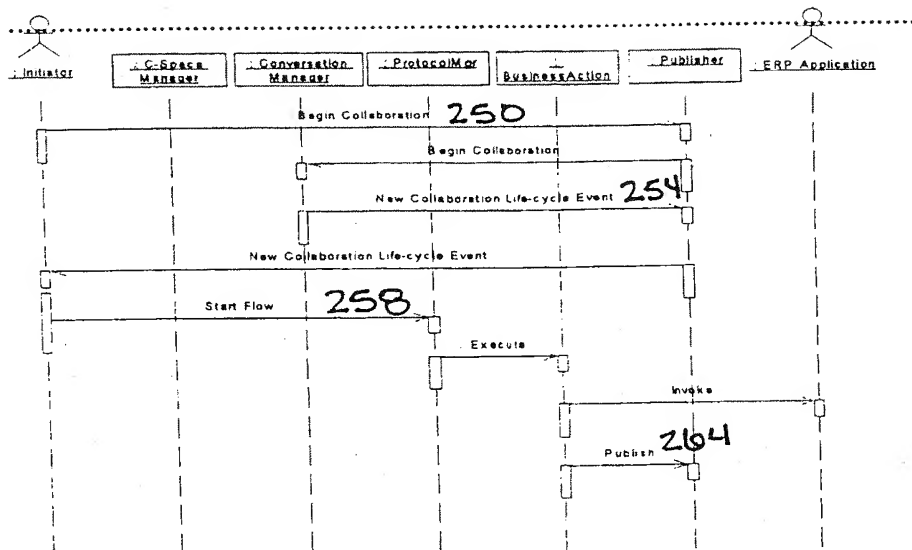 : Initiator
: C-Space
Manager
: Conversation
Manager
: ProtocolMgr
:
BusinessAction
: Publisher
: ERP Application
Begin Collaboration 250
Begin Collaboration
New Collaboration Life-cycle Event 254
New Collaboration Life-cycle Event
Start Flow 258
Execute
Invoke
Publish 264